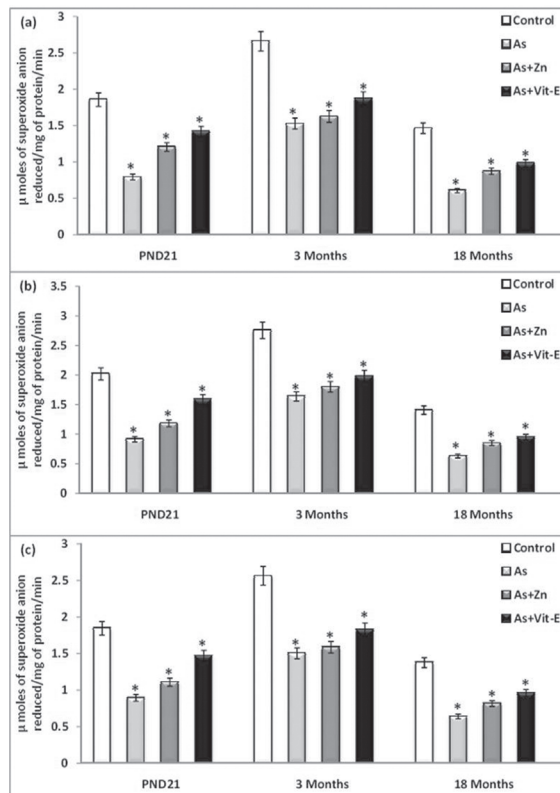 (a)
Control
As
As+Zn
As+Vit-E
µ moles of superoxide anion
reduced/mg of protein/min
3
2.5
2
1.5
1
0.5
0
* * *
* * *
* * *
PND21 3 Months 18 Months
(b)
Control
As
As+Zn
As+Vit-E
µ moles of superoxide anion
reduced/mg of protein/min
3.5
3
2.5
2
1.5
1
0.5
0
* * *
* * *
* * *
PND21 3 Months 18 Months
(c)
Control
As
As+Zn
As+Vit-E
µ moles of superoxide anion
reduced/mg of protein/min
3
2.5
2
1.5
1
0.5
0
* * *
* * *
* * *
PND21 3 Months 18 Months